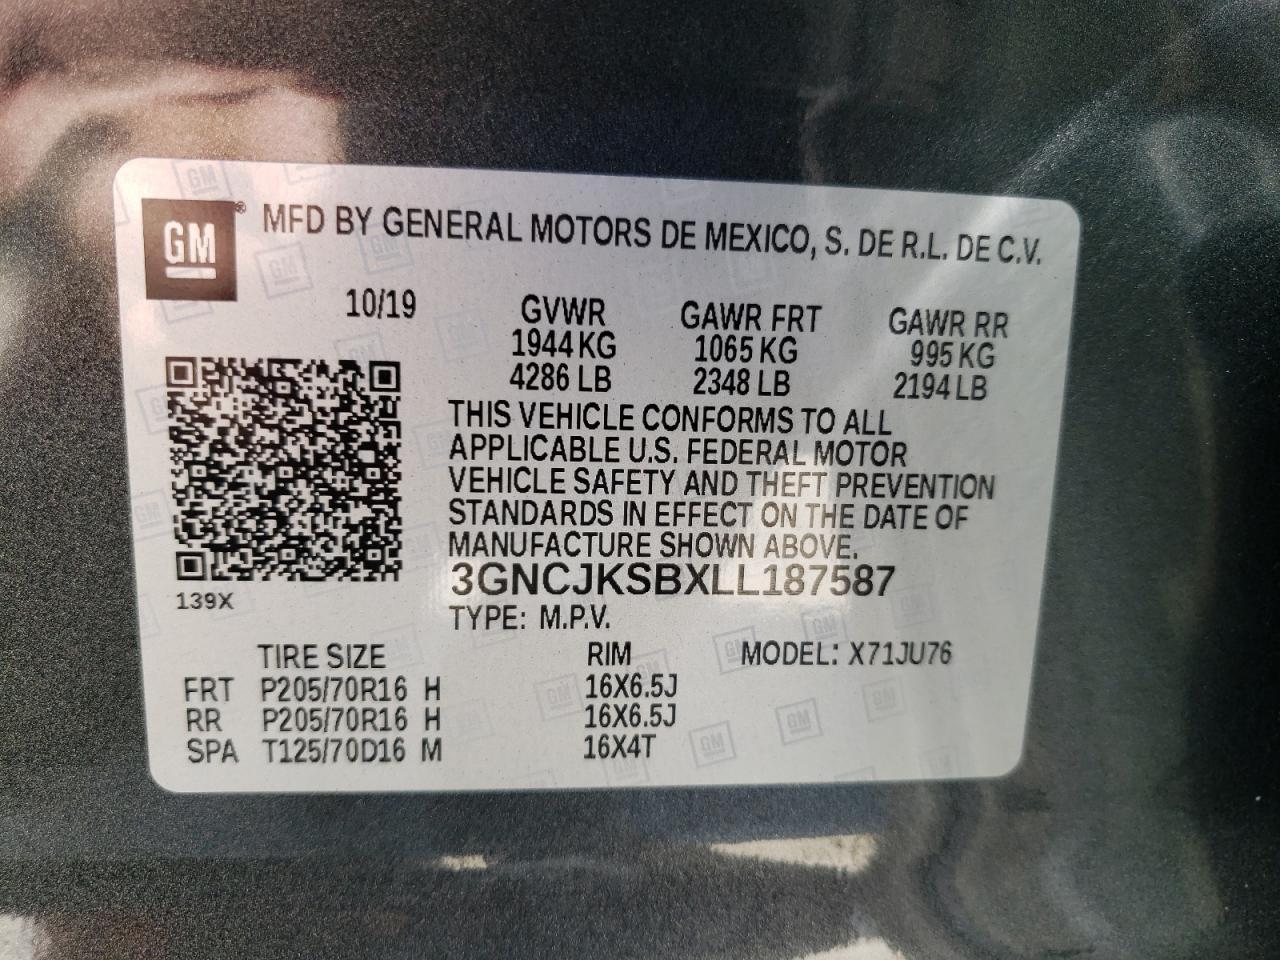 GM® MFD BY GENERAL MOTORS DE MEXICO, S. DE R.L. DE C.V.
10/19 GVWR GAWR FRT GAWR RR
1944 KG 1065 KG 995 KG
4286 LB 2348 LB 2194 LB
THIS VEHICLE CONFORMS TO ALL
APPLICABLE U.S. FEDERAL MOTOR
VEHICLE SAFETY AND THEFT PREVENTION
STANDARDS IN EFFECT ON THE DATE OF
MANUFACTURE SHOWN ABOVE.
3GNCJKSBXLL187587
139X
TYPE: M.P.V.
TIRE SIZE RIM MODEL: X71JU76
FRT P205/70R16 H 16X6.5J
RR P205/70R16 H 16X6.5J
SPA T125/70D16 M 16X4T